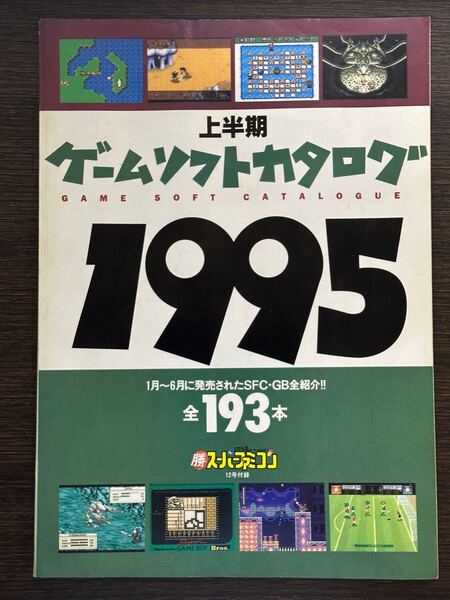 上半期
ゲームソフトカタログ
GAME SOFT CATALOGUE
1995
1月〜6月に発売されたSFC・GB全紹介!!
全193本
勝スーパーファミコン
12号付録
GAME BOY Bros.